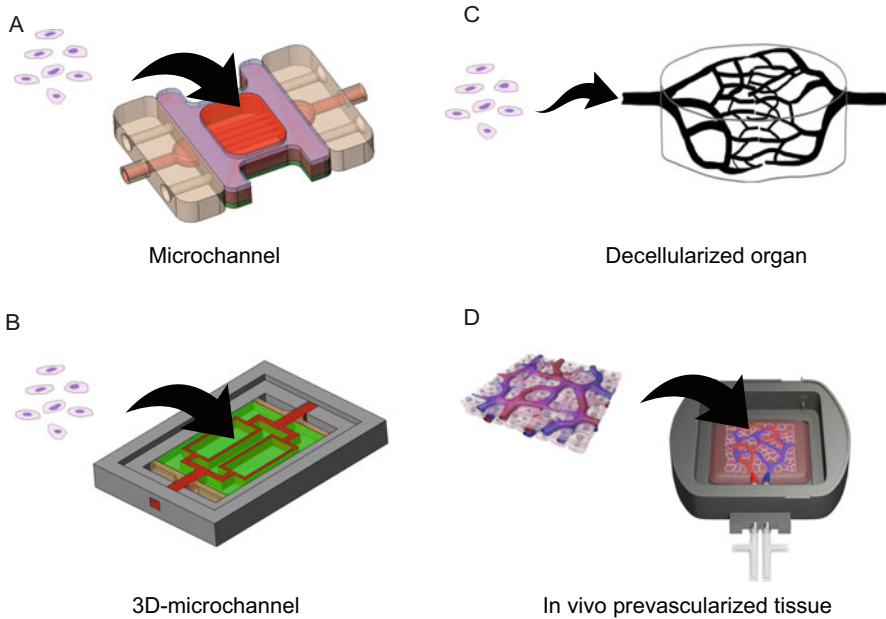 A
Microchannel
B
3D-microchannel
C
Decellularized organ
D
In vivo prevascularized tissue